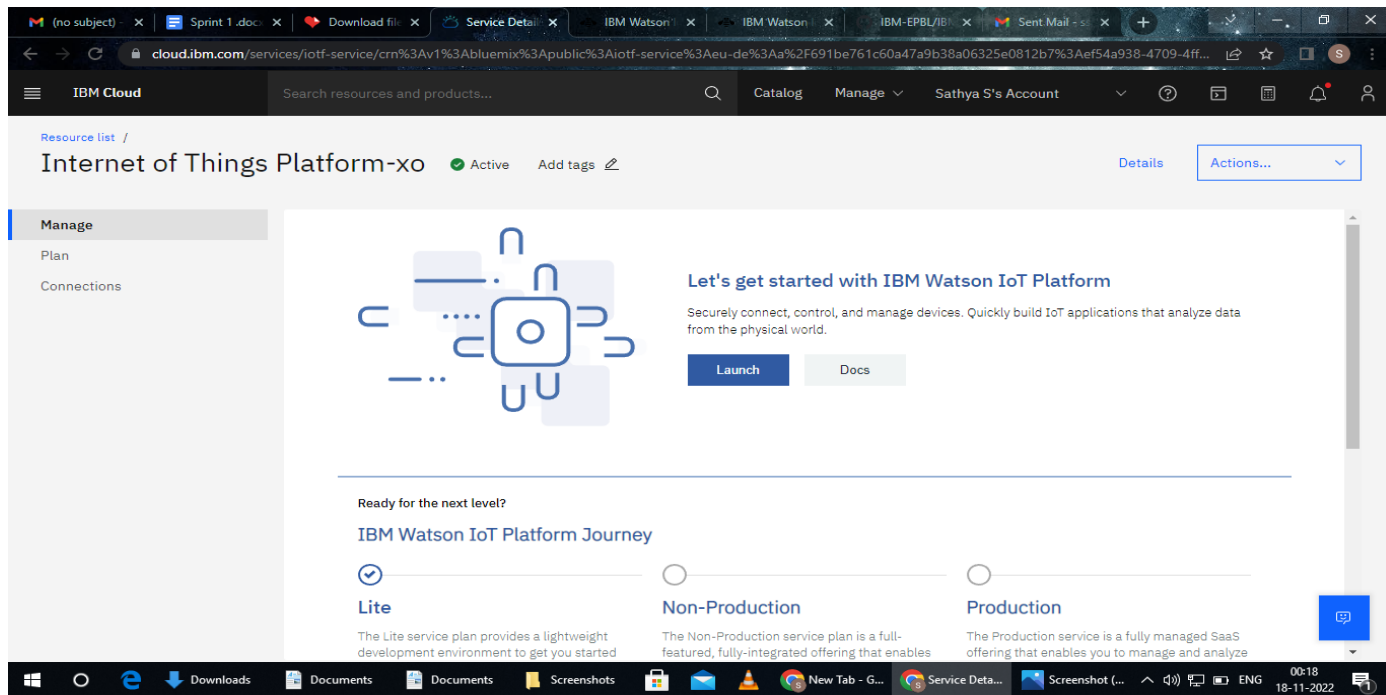 (no subject) -
Sprint 1 .docx
Download file
Service Detail
IBM Watson
IBM Watson
IBM-EPBL/IB
Sent Mail - ss
cloud.ibm.com/services/iotf-service/crn%3Av1%3Abluemix%3Apublic%3Aiotf-service%3Aeu-de%3Aa%2F691be761c60a47a9b38a06325e0812b7%3Aef54a938-4709-4ff...
S
IBM Cloud
Search resources and products...
Catalog
Manage
Sathya S's Account
Resource list /
Internet of Things Platform-xo
Active
Add tags
Details
Actions...
Manage
Plan
Connections
Let's get started with IBM Watson IoT Platform
Securely connect, control, and manage devices. Quickly build IoT applications that analyze data
from the physical world.
Launch
Docs
Ready for the next level?
IBM Watson IoT Platform Journey
Lite
The Lite service plan provides a lightweight
development environment to get you started
Non-Production
The Non-Production service plan is a full-
featured, fully-integrated offering that enables
Production
The Production service is a fully managed SaaS
offering that enables you to manage and analyze
Downloads
Documents
Documents
Screenshots
New Tab - G...
Service Deta...
Screenshot (...
ENG
00:18
18-11-2022
1